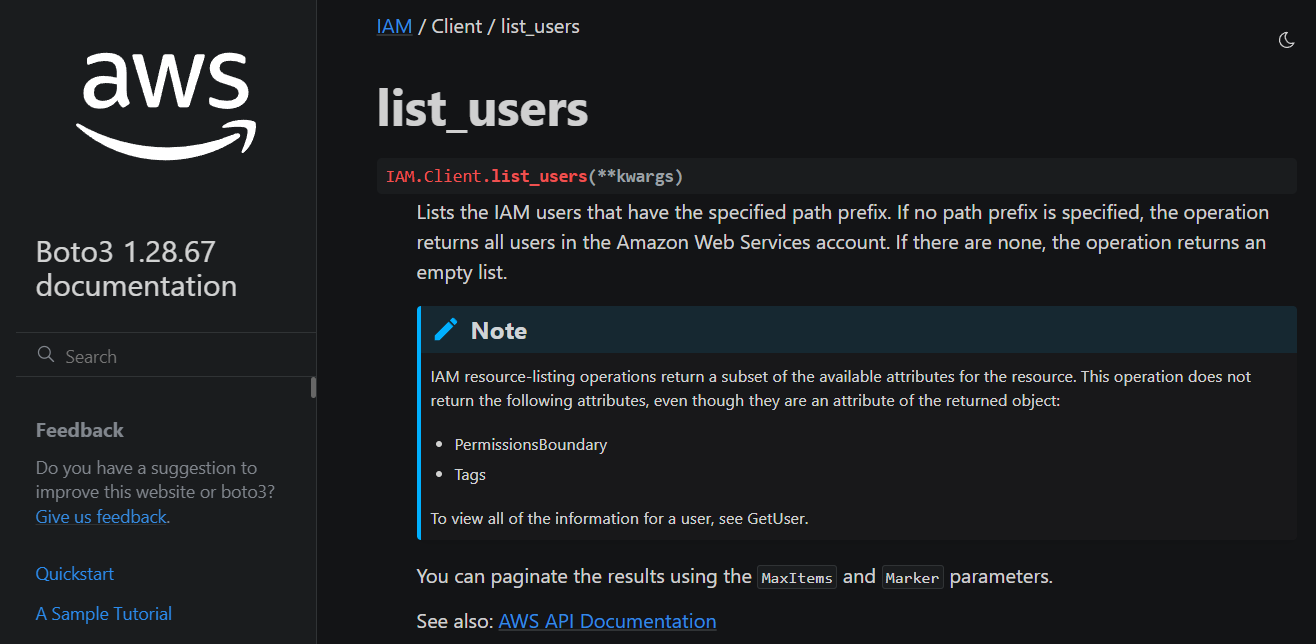 aws
Boto3 1.28.67
documentation
Search
Feedback
Do you have a suggestion to
improve this website or boto3?
Give us feedback.
Quickstart
A Sample Tutorial
IAM / Client / list_users
list_users
IAM.Client.list_users(**kwargs)
Lists the IAM users that have the specified path prefix. If no path prefix is specified, the operation
returns all users in the Amazon Web Services account. If there are none, the operation returns an
empty list.
Note
IAM resource-listing operations return a subset of the available attributes for the resource. This operation does not
return the following attributes, even though they are an attribute of the returned object:
• PermissionsBoundary
• Tags
To view all of the information for a user, see GetUser.
You can paginate the results using the MaxItems and Marker parameters.
See also: AWS API Documentation